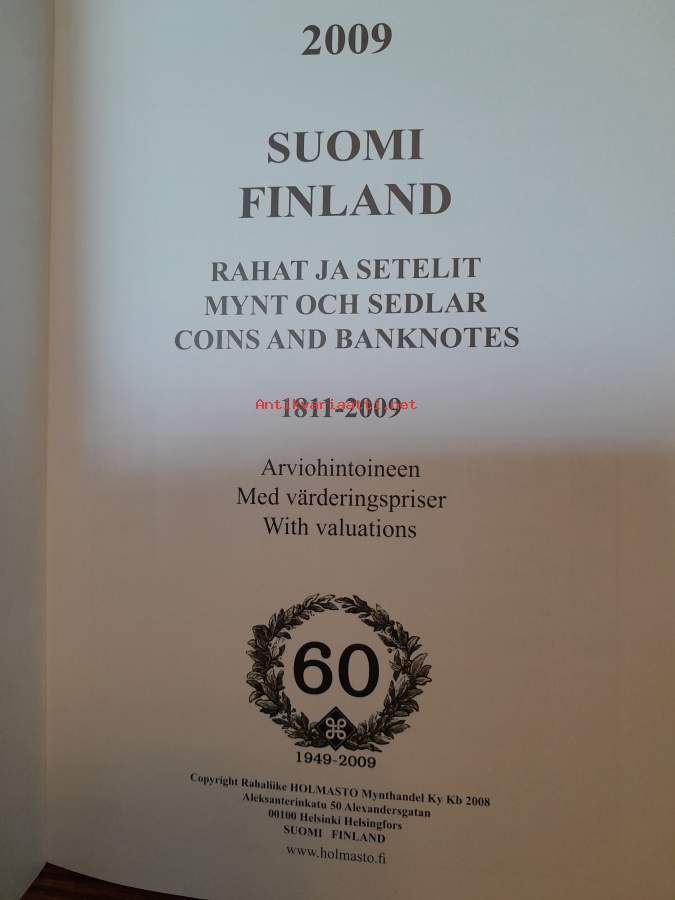 2009
SUOMI
FINLAND
RAHAT JA SETELIT
MYNT OCH SEDLAR
COINS AND BANKNOTES
Antikvariaatti.net
1811-2009
Arviohintoineen
Med värderingspriser
With valuations
60
1949-2009
Copyright Rahaliike HOLMASTO Mynthandel Ky Kb 2008
Aleksanterinkatu 50 Alexandersgatan
00100 Helsinki Helsingfors
SUOMI FINLAND
www.holmasto.fi